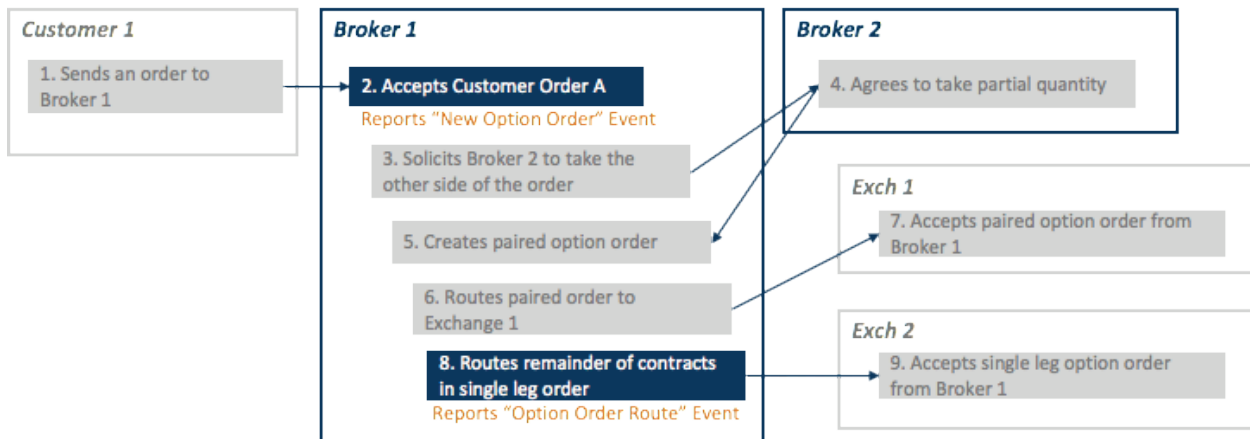 Customer 1
1. Sends an order to
Broker 1
Broker 1
2. Accepts Customer Order A
Reports "New Option Order" Event
3. Solicits Broker 2 to take the
other side of the order
5. Creates paired option order
6. Routes paired order to
Exchange 1
8. Routes remainder of contracts
in single leg order
Reports "Option Order Route" Event
Broker 2
4. Agrees to take partial quantity
Exch 1
7. Accepts paired option order from
Broker 1
Exch 2
9. Accepts single leg option order
from Broker 1